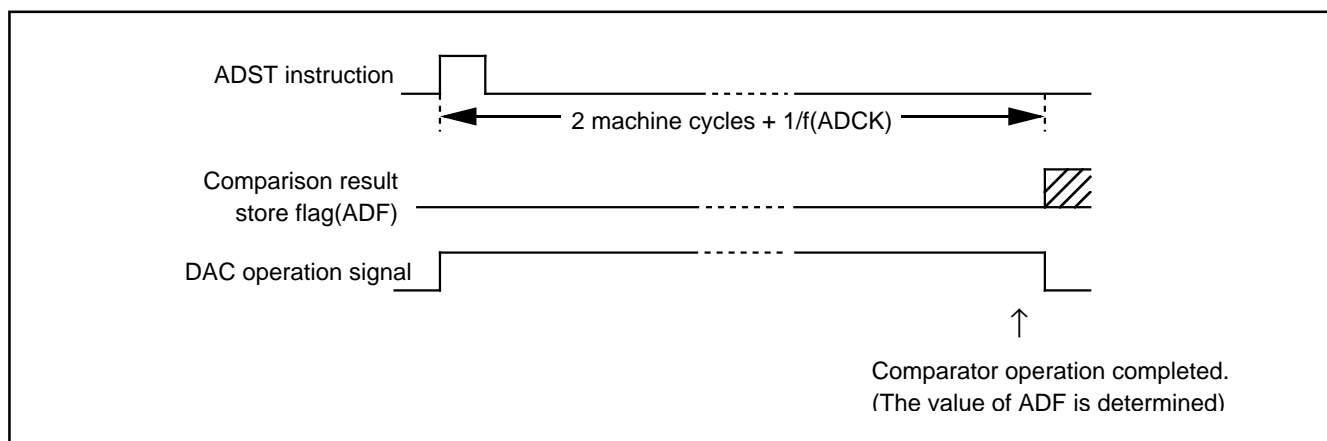 ADST instruction
2 machine cycles + 1/f(ADCK)
Comparison result
store flag(ADF)
DAC operation signal
Comparator operation completed.
(The value of ADF is determined)